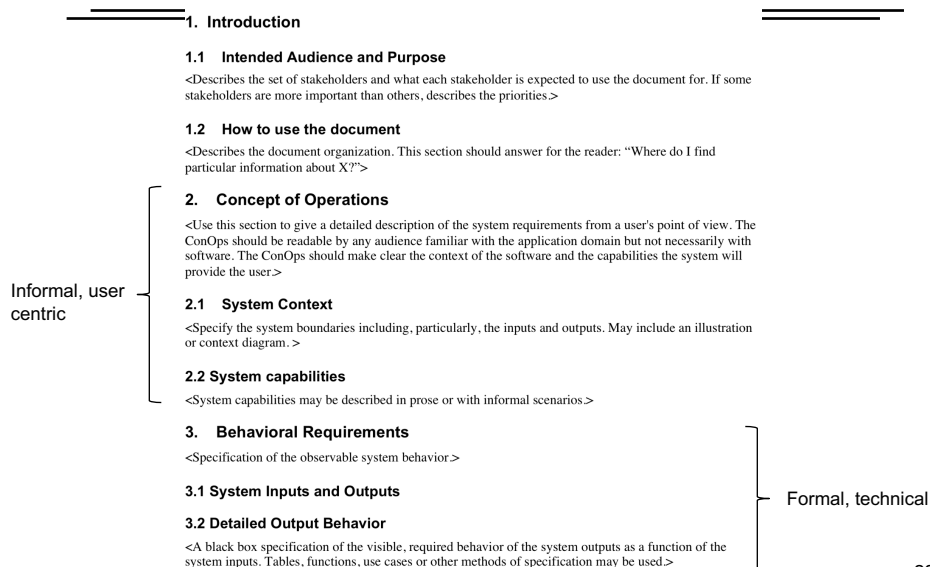 1. Introduction
1.1 Intended Audience and Purpose
<Describes the set of stakeholders and what each stakeholder is expected to use the document for. If some
stakeholders are more important than others, describes the priorities.>
1.2 How to use the document
<Describes the document organization. This section should answer for the reader: “Where do I find
particular information about X?”>
2. Concept of Operations
<Use this section to give a detailed description of the system requirements from a user's point of view. The
ConOps should be readable by any audience familiar with the application domain but not necessarily with
software. The ConOps should make clear the context of the software and the capabilities the system will
provide the user.>
Informal, user
centric
2.1 System Context
<Specify the system boundaries including, particularly, the inputs and outputs. May include an illustration
or context diagram. >
2.2 System capabilities
<System capabilities may be described in prose or with informal scenarios.>
3. Behavioral Requirements
<Specification of the observable system behavior.>
3.1 System Inputs and Outputs
Formal, technical
3.2 Detailed Output Behavior
<A black box specification of the visible, required behavior of the system outputs as a function of the
system inputs. Tables, functions, use cases or other methods of specification may be used.>